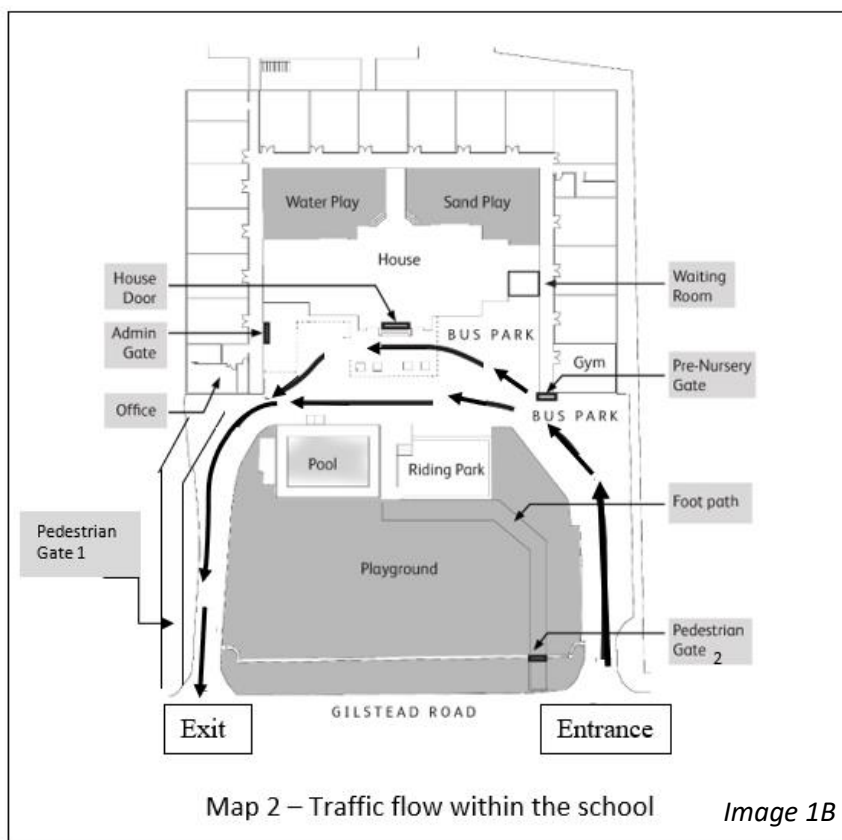 Water Play
Sand Play
House
House
Door
Waiting
Room
Admin
Gate
BUS PARK
Gym
Pre-Nursery
Gate
Office
BUS PARK
Pool
Riding Park
Foot path
Pedestrian
Gate 1
Playground
Pedestrian
Gate 2
GILSTEAD ROAD
Exit
Entrance
Map 2 – Traffic flow within the school
Image 1B